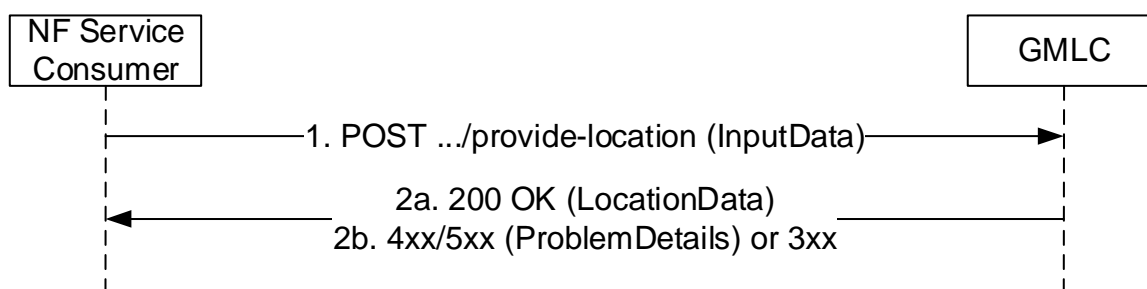 NF Service
Consumer
GMLC
1. POST .../provide-location (InputData)
2a. 200 OK (LocationData)
2b. 4xx/5xx (ProblemDetails) or 3xx